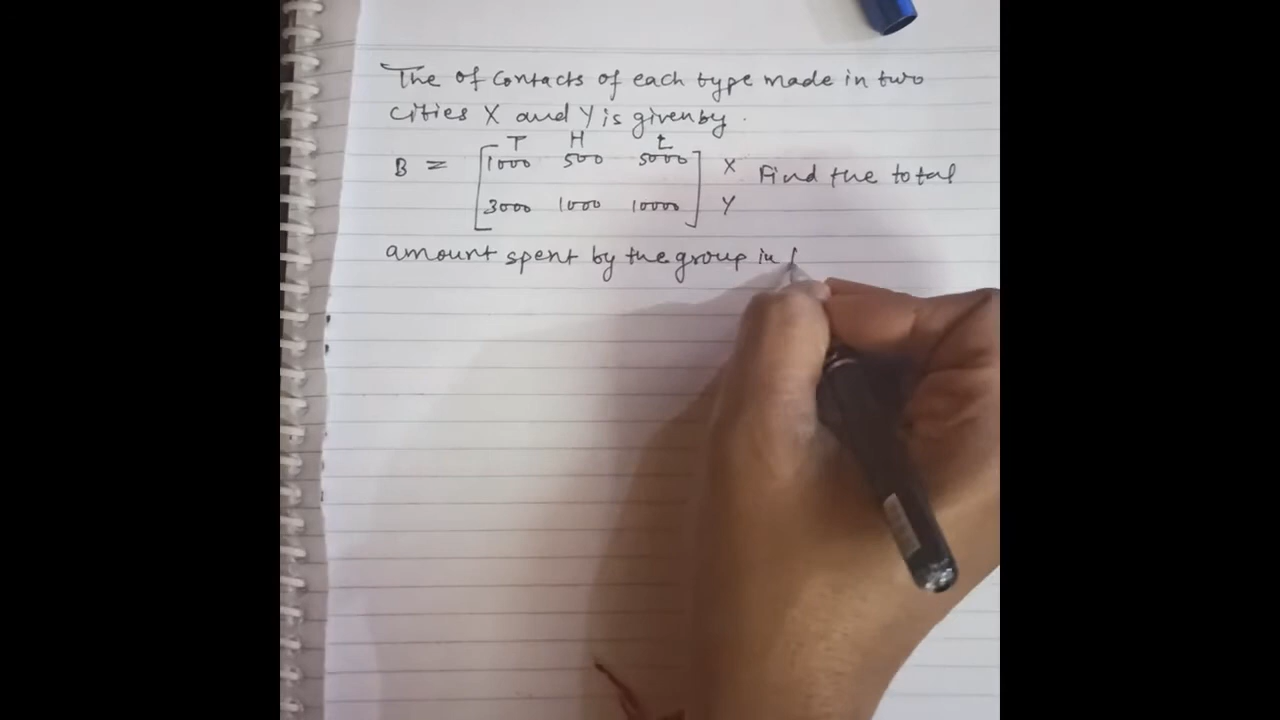 The of contacts of each type made in two
cities X and Y is given by.
T H L
B = [1000 500 5000] X Find the total
3000 1000 10000 Y
amount spent by the group in